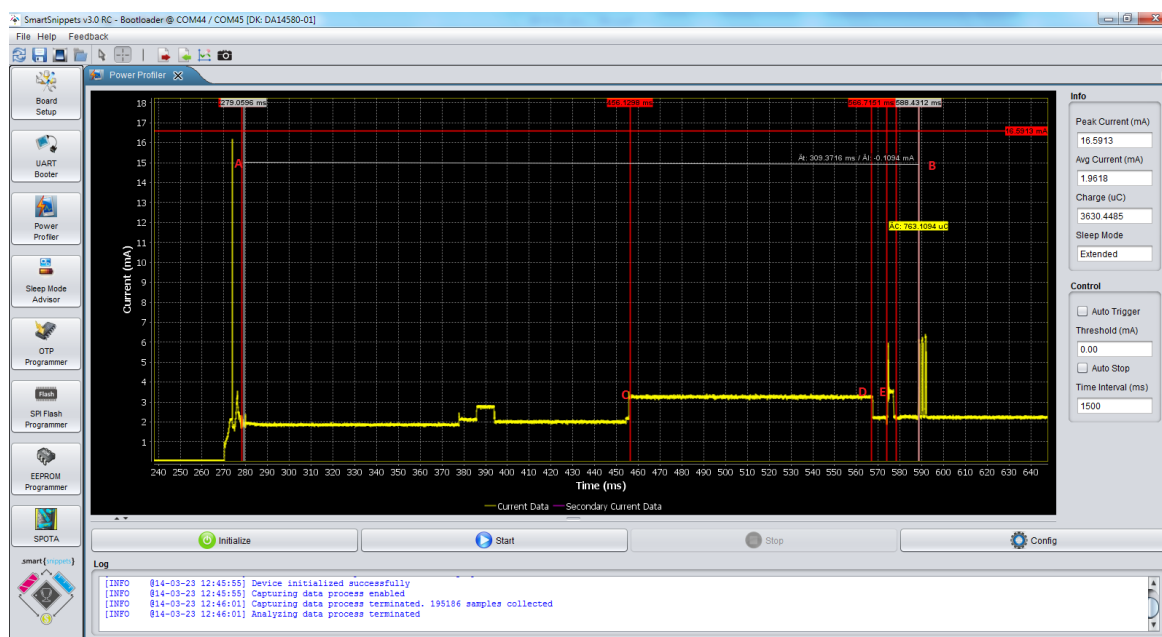 SmartSnippets v3.0 RC - Bootloader @ COM44 / COM45 [DK: DA14580-01]
File Help Feedback
Board Setup
UART Booter
Power Profiler
Sleep Mode Advisor
OTP Programmer
Flash
SPI Flash Programmer
EEPROM Programmer
SPOTA
.smart{snippets}
Power Profiler
279.0596 ms
588.4312 ms
16.5913 mA
Δt: 309.3716 ms / ΔI: -0.1094 mA
ÂC: 763.1094 uC
A
B
C
D
E
Current (mA)
18
17
16
15
14
13
12
11
10
9
8
7
6
5
4
3
2
1
240 250 260 270 280 290 300 310 320 330 340 350 360 370 380 390 400 410 420 430 440 450 460 470 480 490 500 510 520 530 540 550 560 570 580 590 600 610 620 630 640
Time (ms)
Current Data Secondary Current Data
Initialize
Start
Stop
Config
Info
Peak Current (mA)
16.5913
Avg Current (mA)
1.9618
Charge (uC)
3630.4485
Sleep Mode
Extended
Control
Auto Trigger
Threshold (mA)
0.00
Auto Stop
Time Interval (ms)
1500
Log
[INFO @14-03-23 12:45:55] Device initialized successfully
[INFO @14-03-23 12:45:55] Capturing data process enabled
[INFO @14-03-23 12:46:01] Capturing data process terminated. 195186 samples collected
[INFO @14-03-23 12:46:01] Analyzing data process terminated